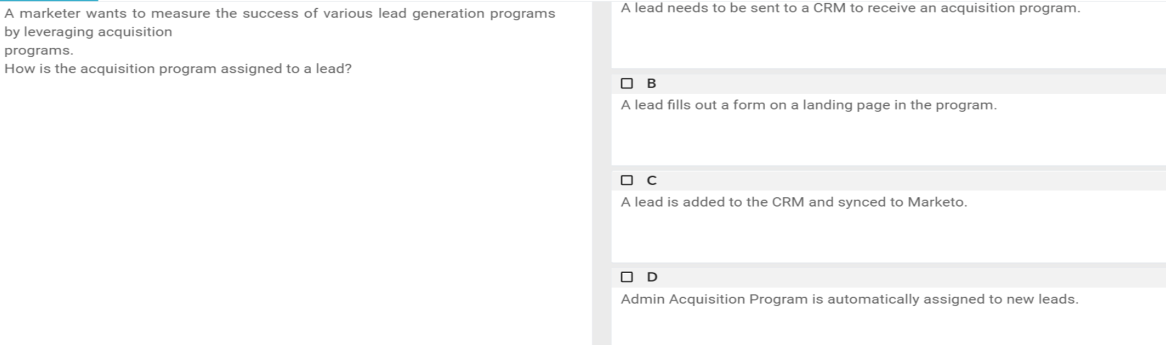 A marketer wants to measure the success of various lead generation programs
by leveraging acquisition
programs.
How is the acquisition program assigned to a lead?
A lead needs to be sent to a CRM to receive an acquisition program.
B
A lead fills out a form on a landing page in the program.
C
A lead is added to the CRM and synced to Marketo.
D
Admin Acquisition Program is automatically assigned to new leads.